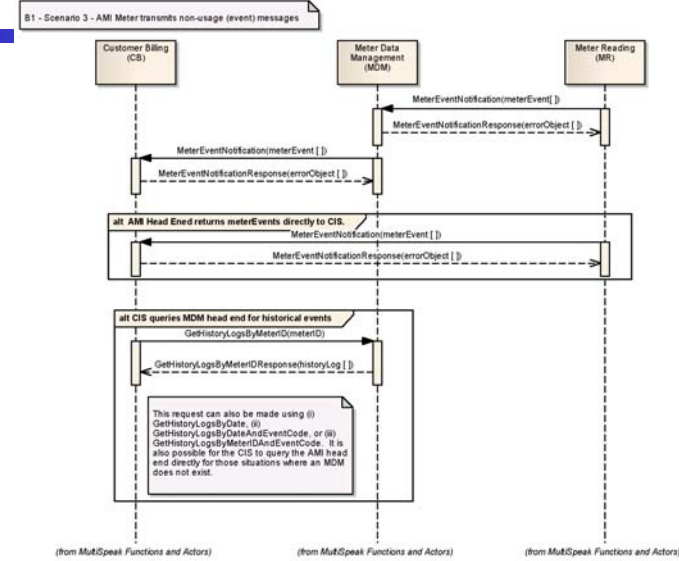 B1 - Scenario 3 - AMI Meter transmits non-usage (event) messages
Customer Billing
(CB)
Meter Data
Management
(MDM)
Meter Reading
(MR)
MeterEventNotification(meterEvent[ ])
MeterEventNotificationResponse(errorObject [ ])
MeterEventNotification(meterEvent [ ])
MeterEventNotificationResponse(errorObject [ ])
alt AMI Head Ened returns meterEvents directly to CIS.
MeterEventNotification(meterEvent [ ])
MeterEventNotificationResponse(errorObject [ ])
alt CIS queries MDM head end for historical events
GetHistoryLogsByMeterID(meterID)
GetHistoryLogsByMeterIDResponse(historyLog [ ])
This request can also be made using (i)
GetHistoryLogsByDate, (ii)
GetHistoryLogsByDateAndEventCode, or (iii)
GetHistoryLogsByMeterIDAndEventCode. It is
also possible for the CIS to query the AMI head
end directly for those situations where an MDM
does not exist.
(from MultiSpeak Functions and Actors)
(from MultiSpeak Functions and Actors)
(from MultiSpeak Functions and Actors)